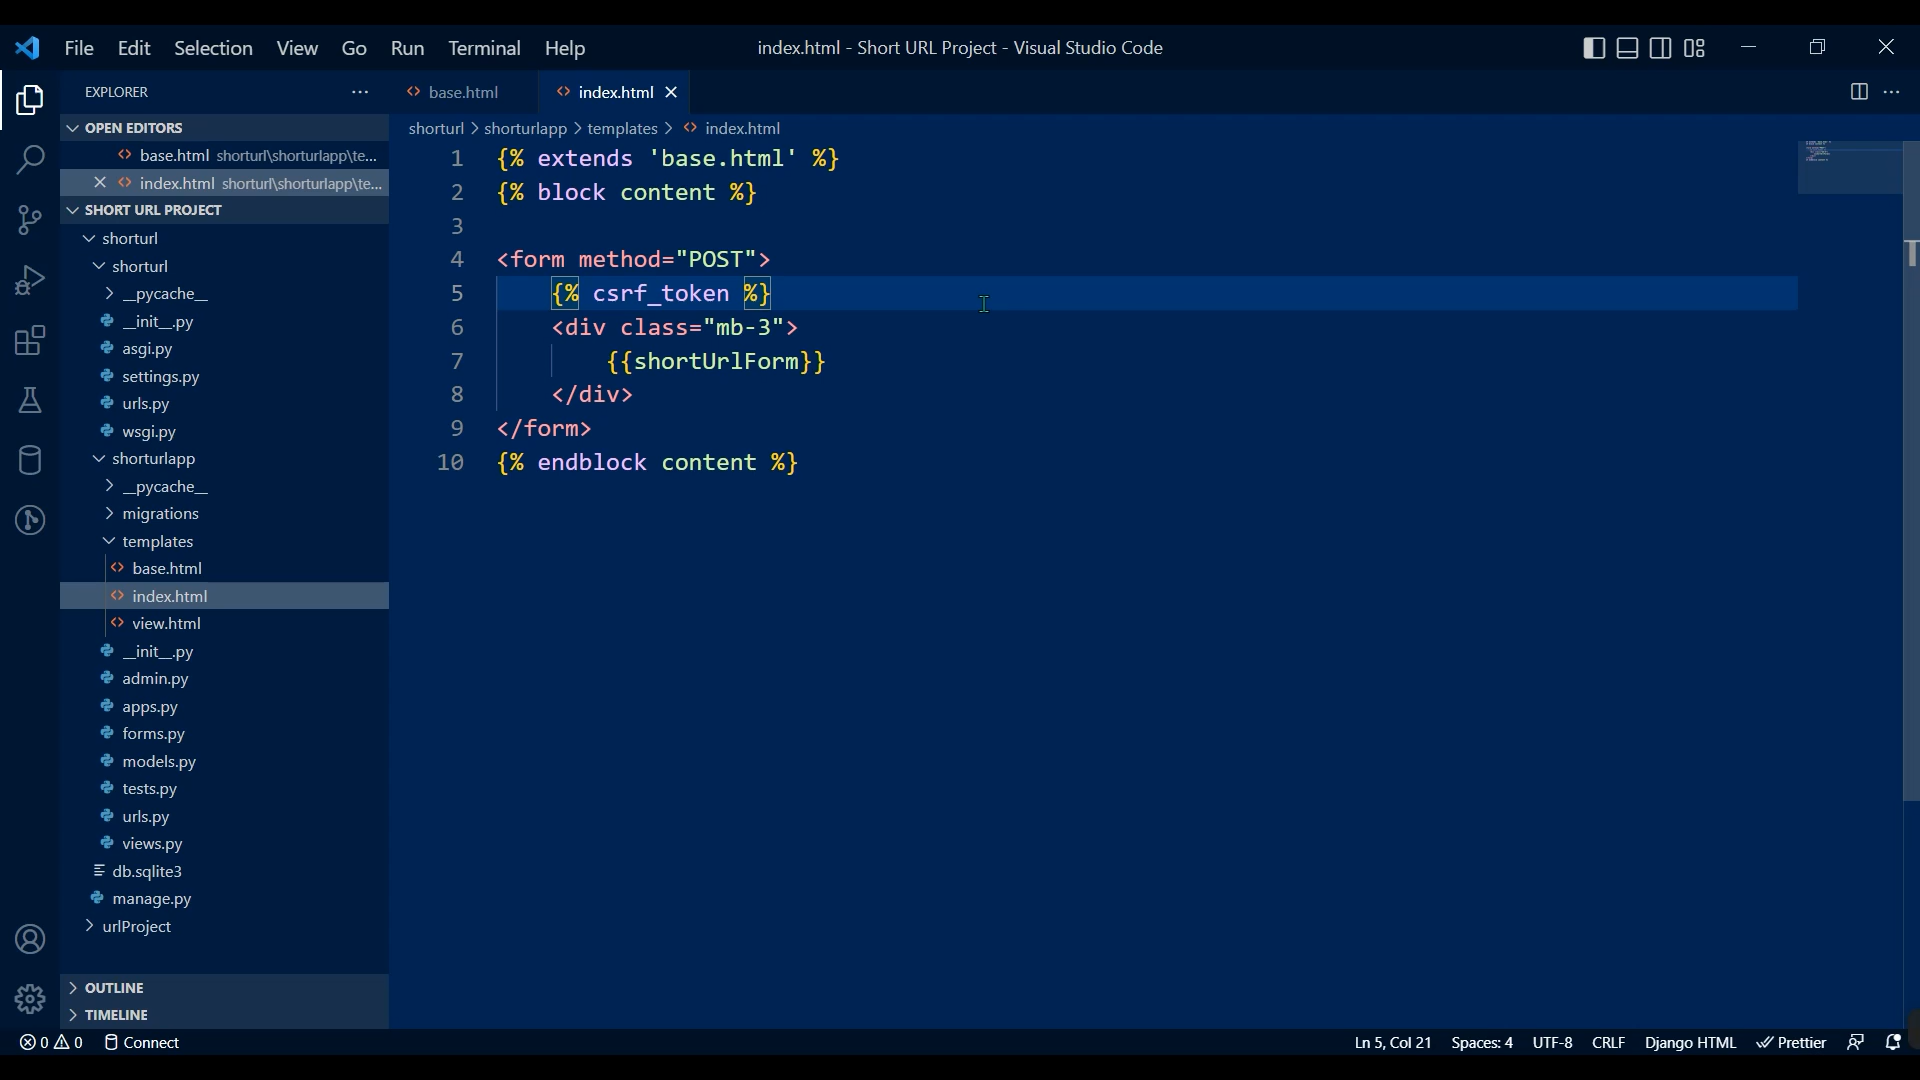 File Edit Selection View Go Run Terminal Help
index.html - Short URL Project - Visual Studio Code
EXPLORER
OPEN EDITORS
base.html shorturl\shorturlapp\te...
index.html shorturl\shorturlapp\te...
SHORT URL PROJECT
shorturl
shorturl
__pycache__
__init__.py
asgi.py
settings.py
urls.py
wsgi.py
shorturlapp
__pycache__
migrations
templates
base.html
index.html
view.html
__init__.py
admin.py
apps.py
forms.py
models.py
tests.py
urls.py
views.py
db.sqlite3
manage.py
urlProject
OUTLINE
TIMELINE
base.html index.html
shorturl > shorturlapp > templates > index.html
1 {% extends 'base.html' %}
2 {% block content %}
3
4 <form method="POST">
5 {% csrf_token %}
6 <div class="mb-3">
7 {{shortUrlForm}}
8 </div>
9 </form>
10 {% endblock content %}
0 0 Connect
Ln 5, Col 21 Spaces: 4 UTF-8 CRLF Django HTML Prettier